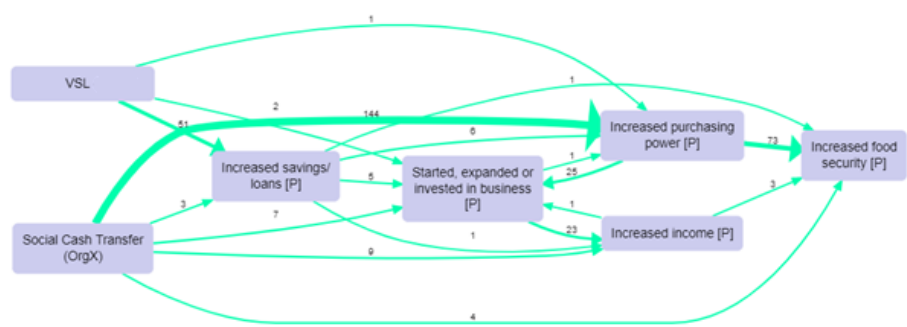 1
VSL
1
2
144
51
Increased purchasing
power [P]
6
73
Increased food
security [P]
Increased savings/
loans [P]
Started, expanded or
invested in business
[P]
1
25
5
3
3
1
7
Social Cash Transfer
(OrgX)
23
Increased income [P]
1
9
4